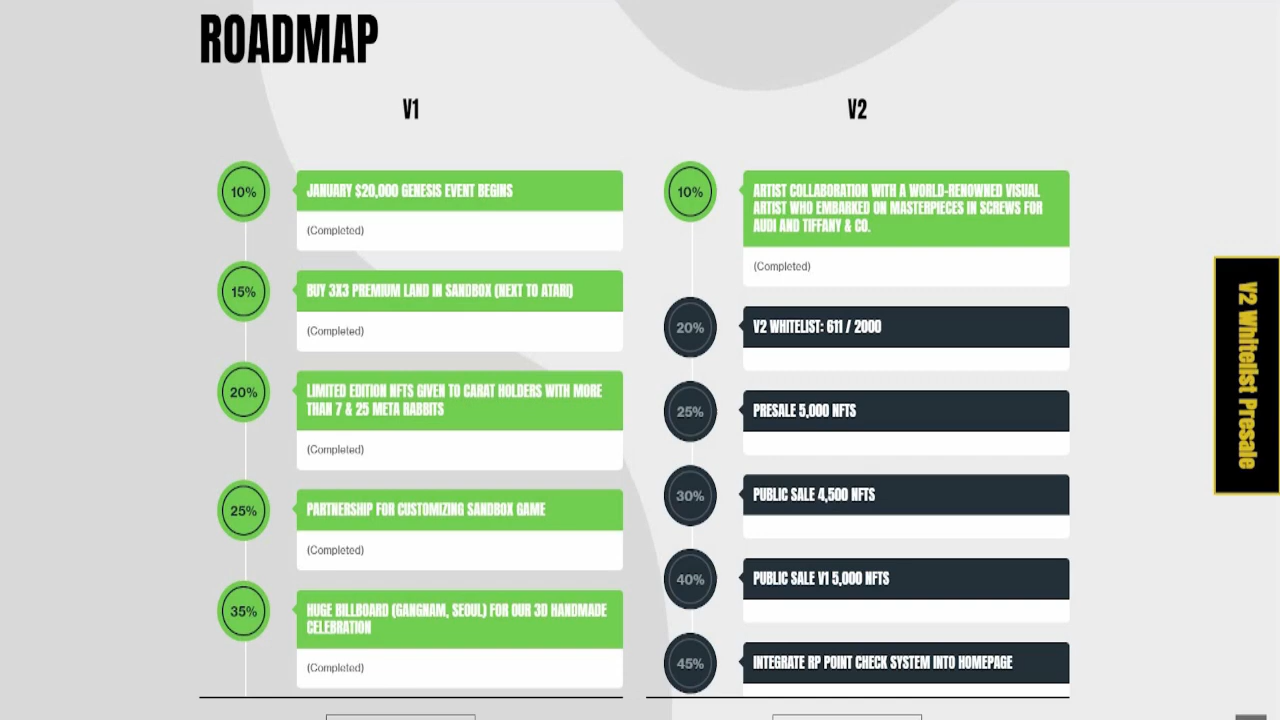 ROADMAP
V1
10%
JANUARY $20,000 GENESIS EVENT BEGINS
(Completed)
15%
BUY 3X3 PREMIUM LAND IN SANDBOX (NEXT TO ATARI)
(Completed)
20%
LIMITED EDITION NFTS GIVEN TO CARAT HOLDERS WITH MORE
THAN 7 & 25 META RABBITS
(Completed)
25%
PARTNERSHIP FOR CUSTOMIZING SANDBOX GAME
(Completed)
35%
HUGE BILLBOARD (GANGNAM, SEOUL) FOR OUR 3D HANDMADE
CELEBRATION
(Completed)
V2
10%
ARTIST COLLABORATION WITH A WORLD-RENOWNED VISUAL
ARTIST WHO EMBARKED ON MASTERPIECES IN SCREWS FOR
AUDI AND TIFFANY & CO.
(Completed)
20%
V2 WHITELIST: 611 / 2000
25%
PRESALE 5,000 NFTS
30%
PUBLIC SALE 4,500 NFTS
40%
PUBLIC SALE V1 5,000 NFTS
45%
INTEGRATE RP POINT CHECK SYSTEM INTO HOMEPAGE
V2 Whitelist Presale